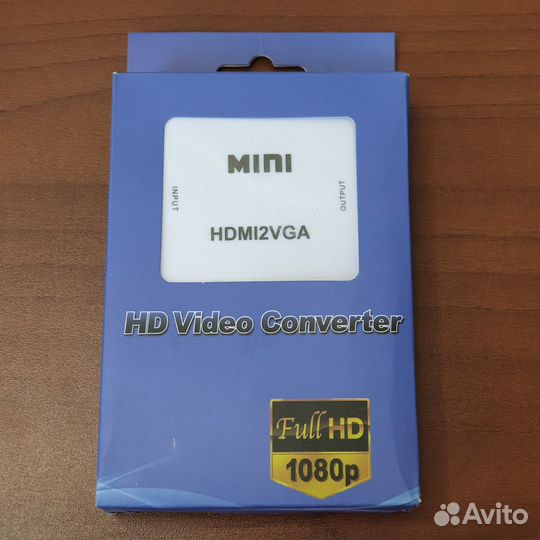 MINI
INPUT
OUTPUT
HDMI2VGA
HD Video Converter
Full HD
1080p
Avito